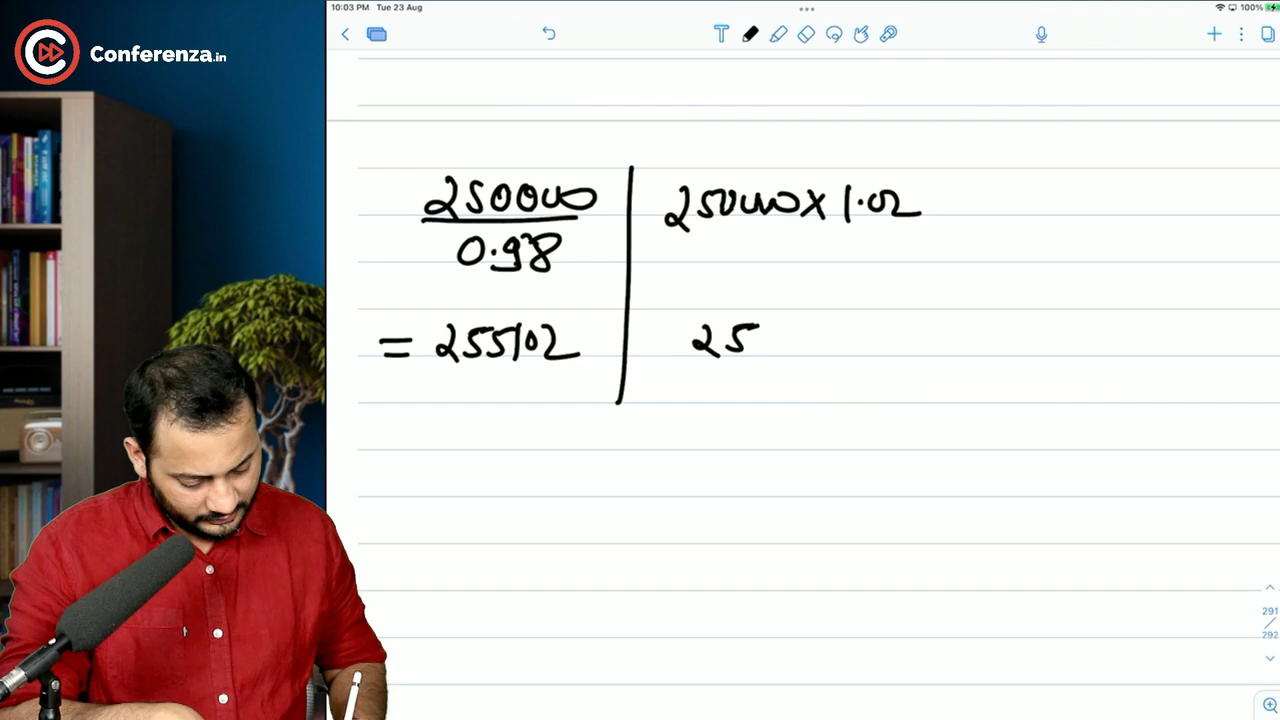 10:03 PM Tue 23 Aug
100%
Conferenza.in
250000
0.98
= 255102
250000 × 1.02
25
291
292